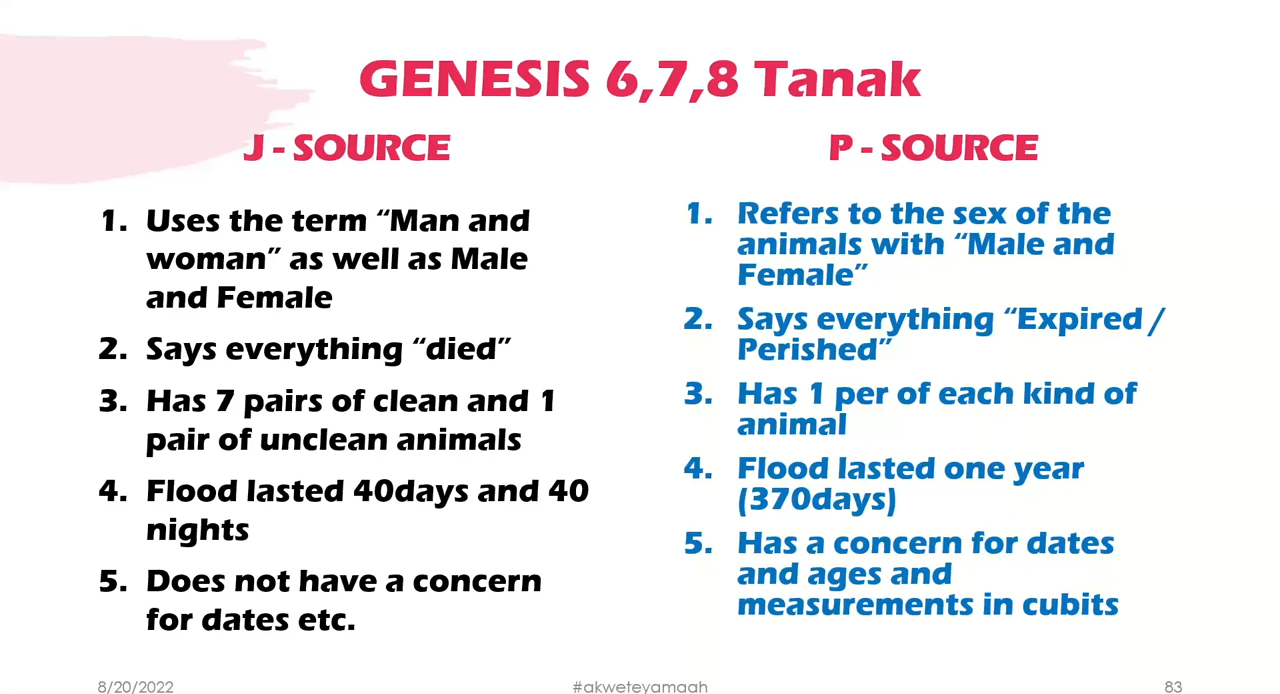 GENESIS 6,7,8 Tanak
J - SOURCE
1. Uses the term “Man and
woman” as well as Male
and Female
2. Says everything “died”
3. Has 7 pairs of clean and 1
pair of unclean animals
4. Flood lasted 40days and 40
nights
5. Does not have a concern
for dates etc.
P - SOURCE
1. Refers to the sex of the
animals with “Male and
Female”
2. Says everything “Expired /
Perished”
3. Has 1 per of each kind of
animal
4. Flood lasted one year
(370days)
5. Has a concern for dates
and ages and
measurements in cubits
8/20/2022
#akweteyamaah
83